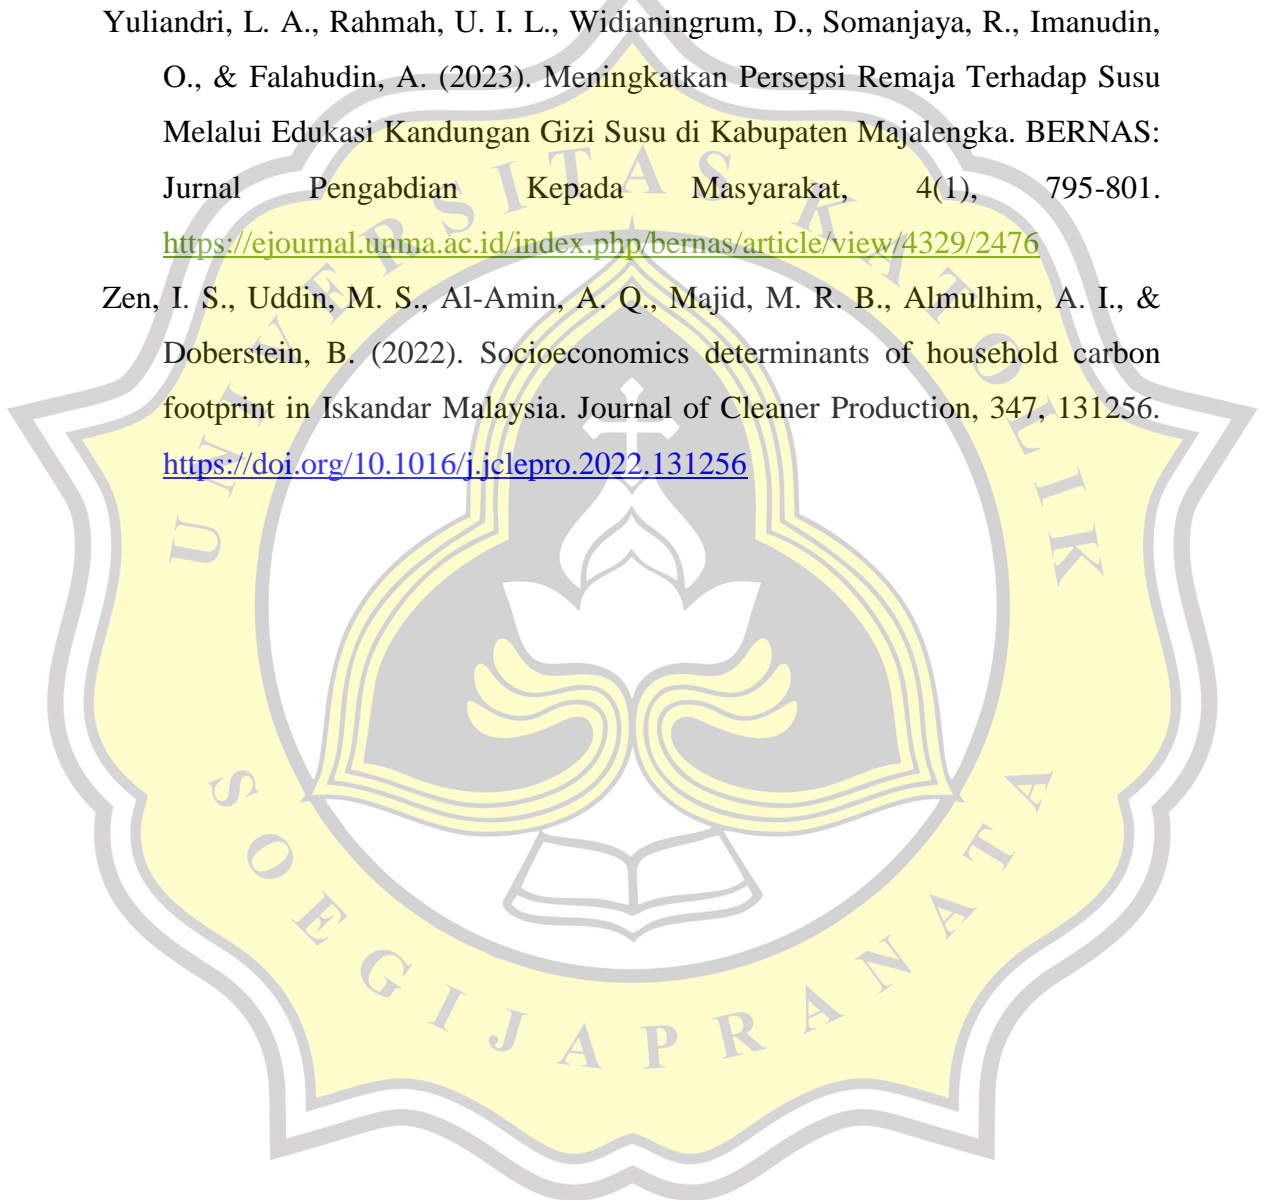 Yuliandri, L. A., Rahmah, U. I. L., Widianingrum, D., Somanjaya, R., Imanudin,
O., & Falahudin, A. (2023). Meningkatkan Persepsi Remaja Terhadap Susu
Melalui Edukasi Kandungan Gizi Susu di Kabupaten Majalengka. BERNAS:
Jurnal Pengabdian Kepada Masyarakat, 4(1), 795-801.
https://ejournal.unma.ac.id/index.php/bernas/article/view/4329/2476
Zen, I. S., Uddin, M. S., Al-Amin, A. Q., Majid, M. R. B., Almulhim, A. I., &
Doberstein, B. (2022). Socioeconomics determinants of household carbon
footprint in Iskandar Malaysia. Journal of Cleaner Production, 347, 131256.
https://doi.org/10.1016/j.jclepro.2022.131256
UNIVERSITAS KATOLIK
SOEGIJAPRANATA